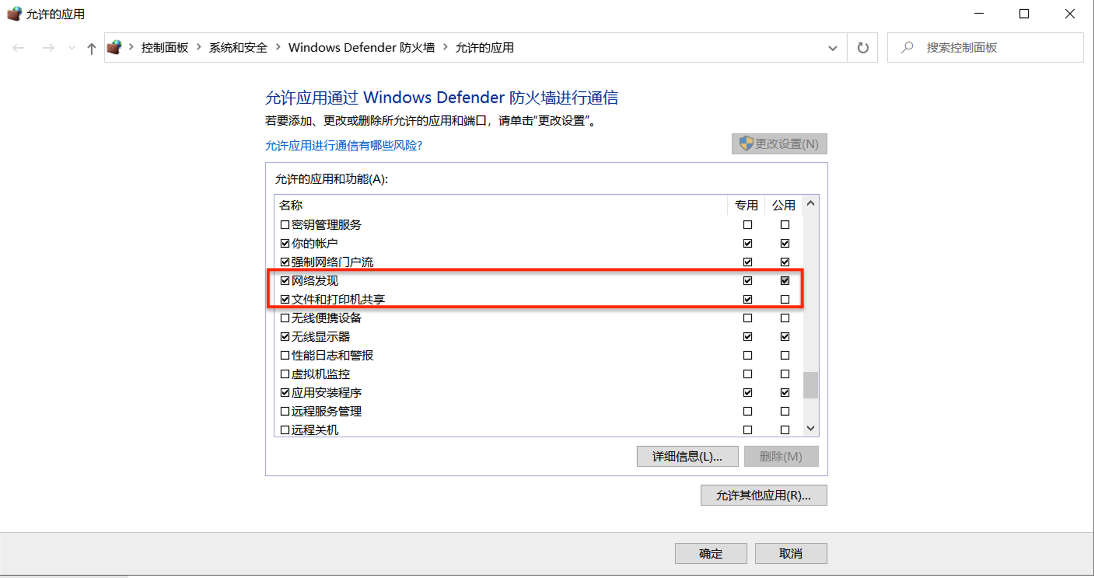 允许的应用
控制面板 > 系统和安全 > Windows Defender 防火墙 > 允许的应用
搜索控制面板
允许应用通过 Windows Defender 防火墙进行通信
若要添加、更改或删除所允许的应用和端口，请单击"更改设置"。
允许应用进行通信有哪些风险?
更改设置(N)
允许的应用和功能(A):
名称 专用 公用
密钥管理服务
你的帐户
强制网络门户流
网络发现
文件和打印机共享
无线便携设备
无线显示器
性能日志和警报
虚拟机监控
应用安装程序
远程服务管理
远程关机
详细信息(L)... 删除(M)
允许其他应用(R)...
确定 取消